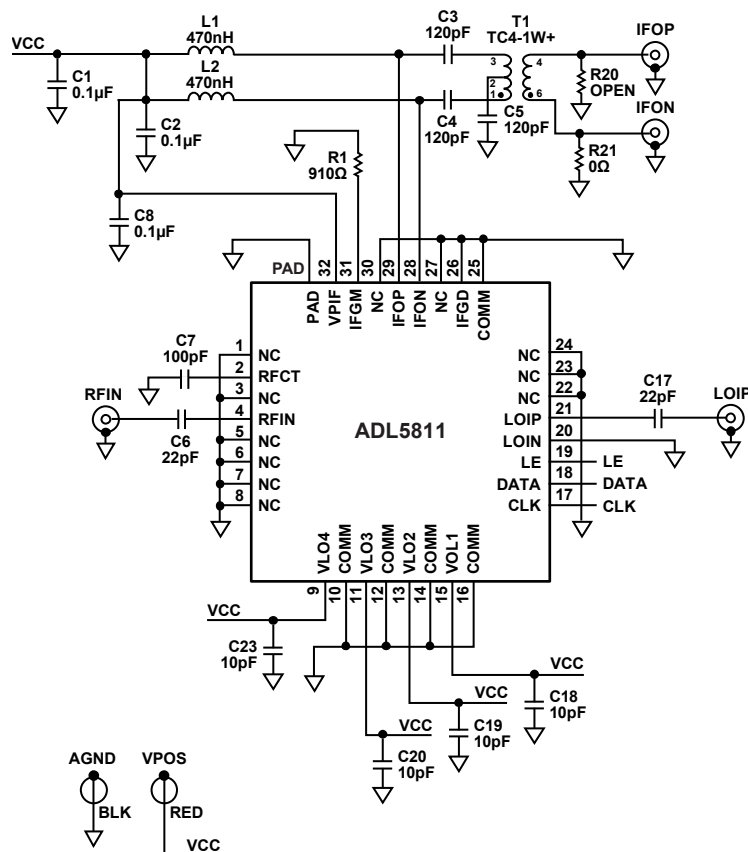 VCC
L1
470nH
L2
470nH
C1
0.1µF
C2
0.1µF
C8
0.1µF
R1
910Ω
C3
120pF
C4
120pF
C5
120pF
T1
TC4-1W+
3
2
1
4
6
IFOP
R20
OPEN
IFON
R21
0Ω
PAD
32
31
30
29
28
27
26
25
PAD
VPIF
IFGM
NC
IFOP
IFON
NC
IFGD
COMM
C7
100pF
RFIN
C6
22pF
1 NC
2 RFCT
3 NC
4 RFIN
5 NC
6 NC
7 NC
8 NC
ADL5811
NC 24
NC 23
NC 22
LOIP 21
LOIN 20
LE 19 LE
DATA 18 DATA
CLK 17 CLK
C17
22pF
LOIP
VLO4
COMM
VLO3
COMM
VLO2
COMM
VOL1
COMM
9
10
11
12
13
14
15
16
VCC
C23
10pF
VCC
C18
10pF
VCC
C19
10pF
VCC
C20
10pF
AGND
BLK
VPOS
RED
VCC